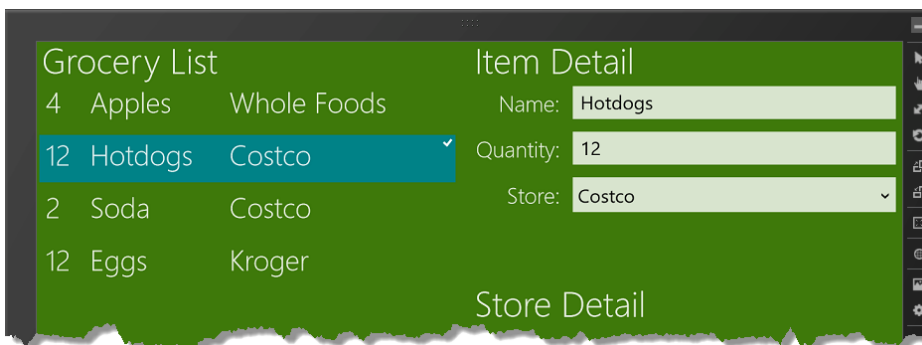 Grocery List
4 Apples Whole Foods
12 Hotdogs Costco
2 Soda Costco
12 Eggs Kroger
Item Detail
Name: Hotdogs
Quantity: 12
Store: Costco
Store Detail